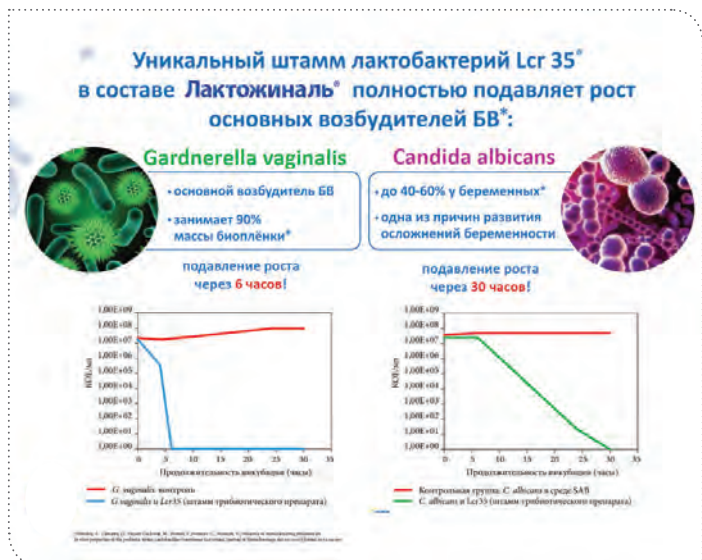 Уникальный штамм лактобактерий Lcr 35®
в составе Лактожиналь® полностью подавляет рост
основных возбудителей БВ*:
Gardnerella vaginalis
• основной возбудитель БВ
• занимает 90%
массы биоплёнки*
подавление роста
через 6 часов!
Candida albicans
• до 40-60% у беременных*
• одна из причин развития
осложнений беременности
подавление роста
через 30 часов!
КОЕ/мл
1,00E+09
1,00E+08
1,00E+07
1,00E+06
1,00E+05
1,00E+04
1,00E+03
1,00E+02
1,00E+01
1,00E+00
0 5 10 15 20 25 30 35
Продолжительность инкубации (часы)
G. vaginalis контроль
G. vaginalis и Lcr35 (штамм трибиотического препарата)
КОЕ/мл
1,00E+09
1,00E+08
1,00E+07
1,00E+06
1,00E+05
1,00E+04
1,00E+03
1,00E+02
1,00E+01
1,00E+00
0 5 10 15 20 25 30 35
Продолжительность инкубации (часы)
Контрольная группа: C. albicans в среде SAB
C. albicans и Lcr35 (штамм трибиотического препарата)